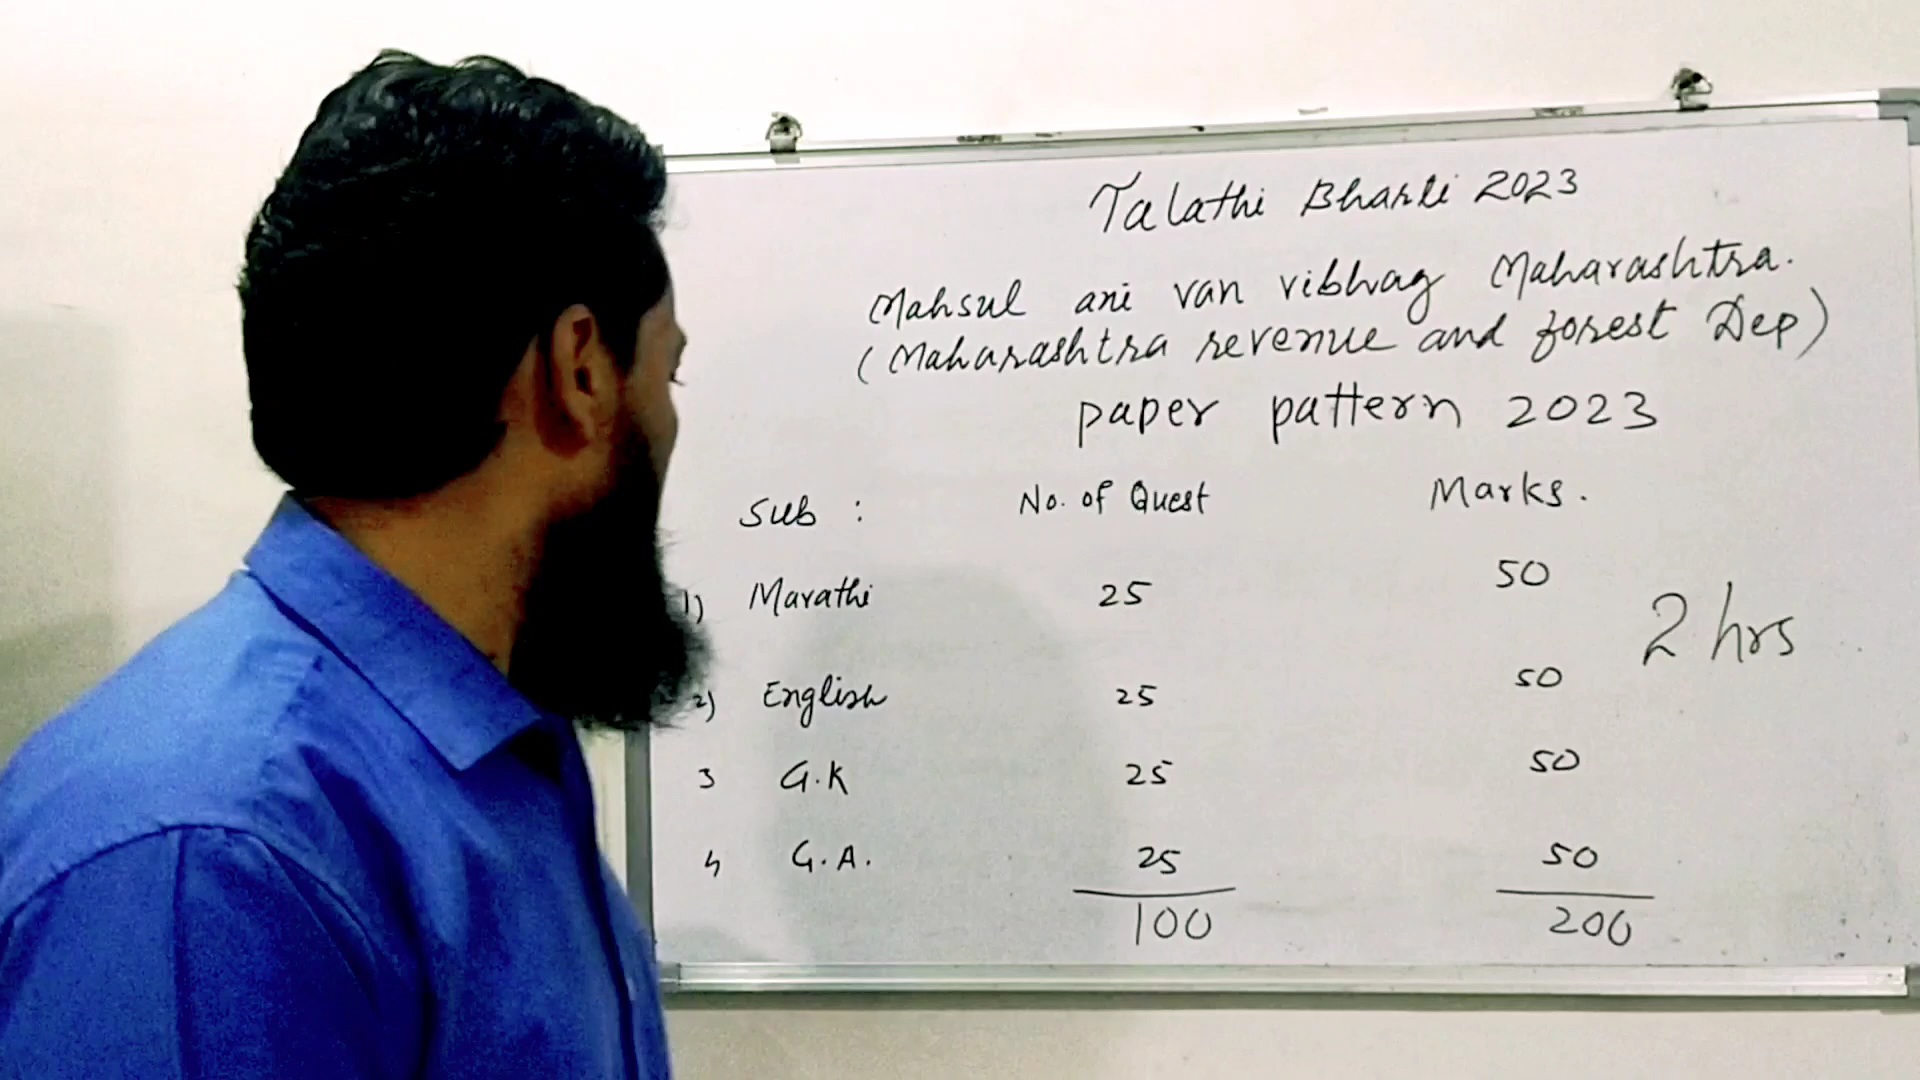 Talathi Bharti 2023
Mahsul ani van vibhag Maharashtra.
(Maharashtra revenue and forest Dep)
paper pattern 2023
Sub : No. of Quest Marks.
1) Marathi 25 50
2 hrs
2) English 25 50
3 G.K 25 50
4 G.A. 25 50
100 200